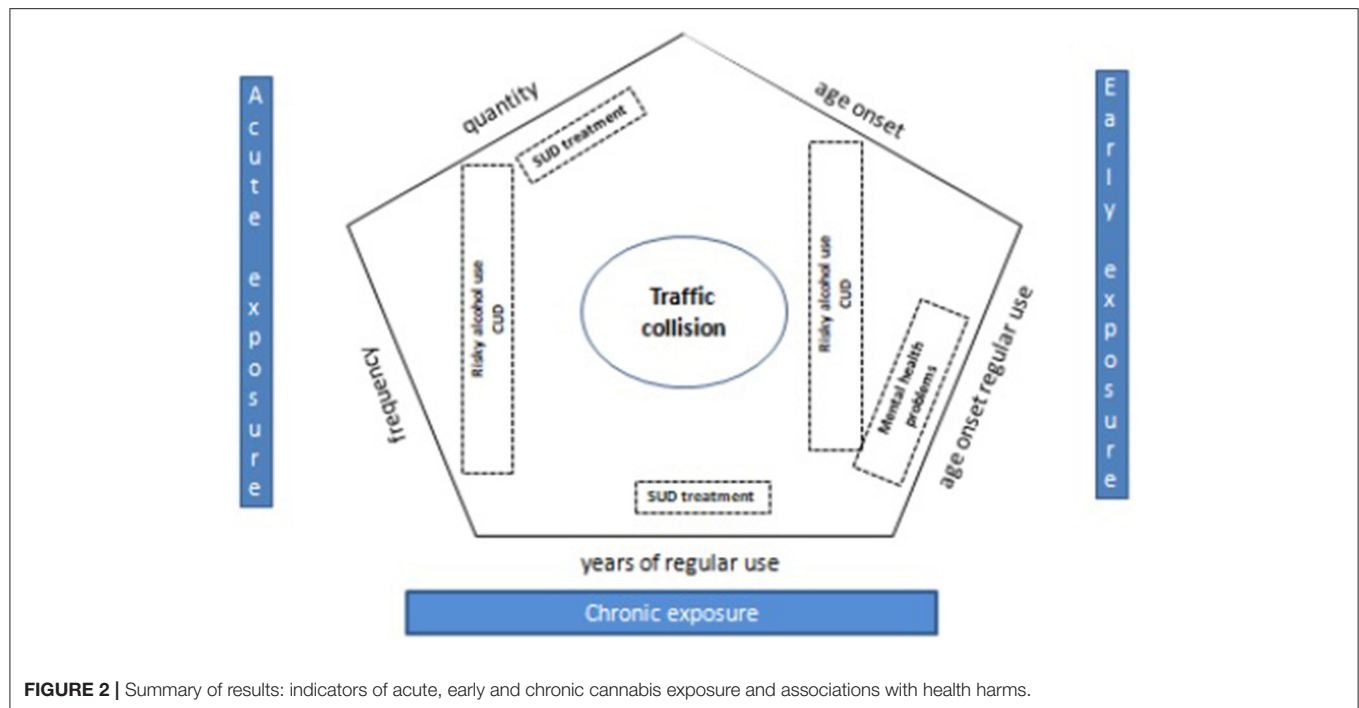 Acute exposure
quantity
SUD treatment
age onset
Early exposure
Risky alcohol use
CUD
Traffic
collision
Risky alcohol use
CUD
Mental health
problems
frequency
age onset regular use
SUD treatment
years of regular use
Chronic exposure
FIGURE 2 | Summary of results: indicators of acute, early and chronic cannabis exposure and associations with health harms.